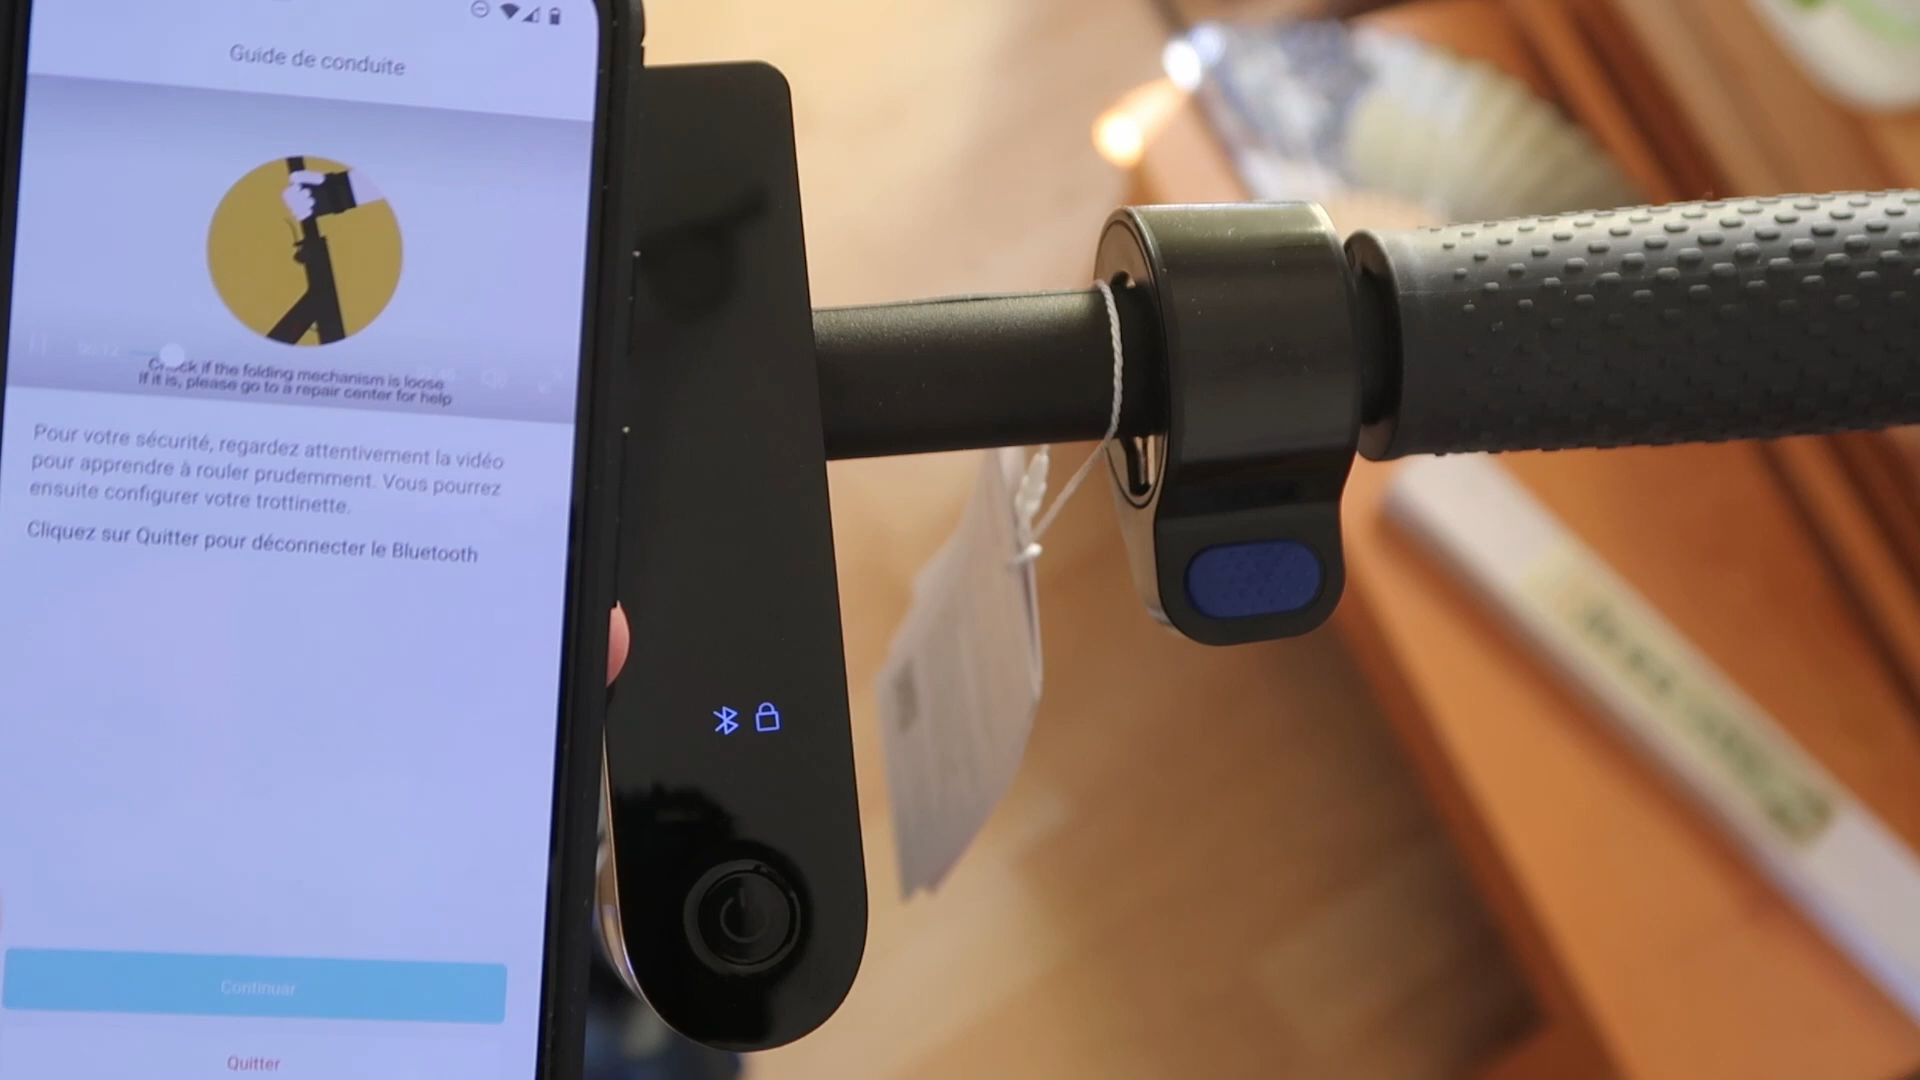 Guide de conduite
Check if the folding mechanism is loose
If it is, please go to a repair center for help
Pour votre sécurité, regardez attentivement la vidéo
pour apprendre à rouler prudemment. Vous pourrez
ensuite configurer votre trottinette.
Cliquez sur Quitter pour déconnecter le Bluetooth
Continuar
Quitter